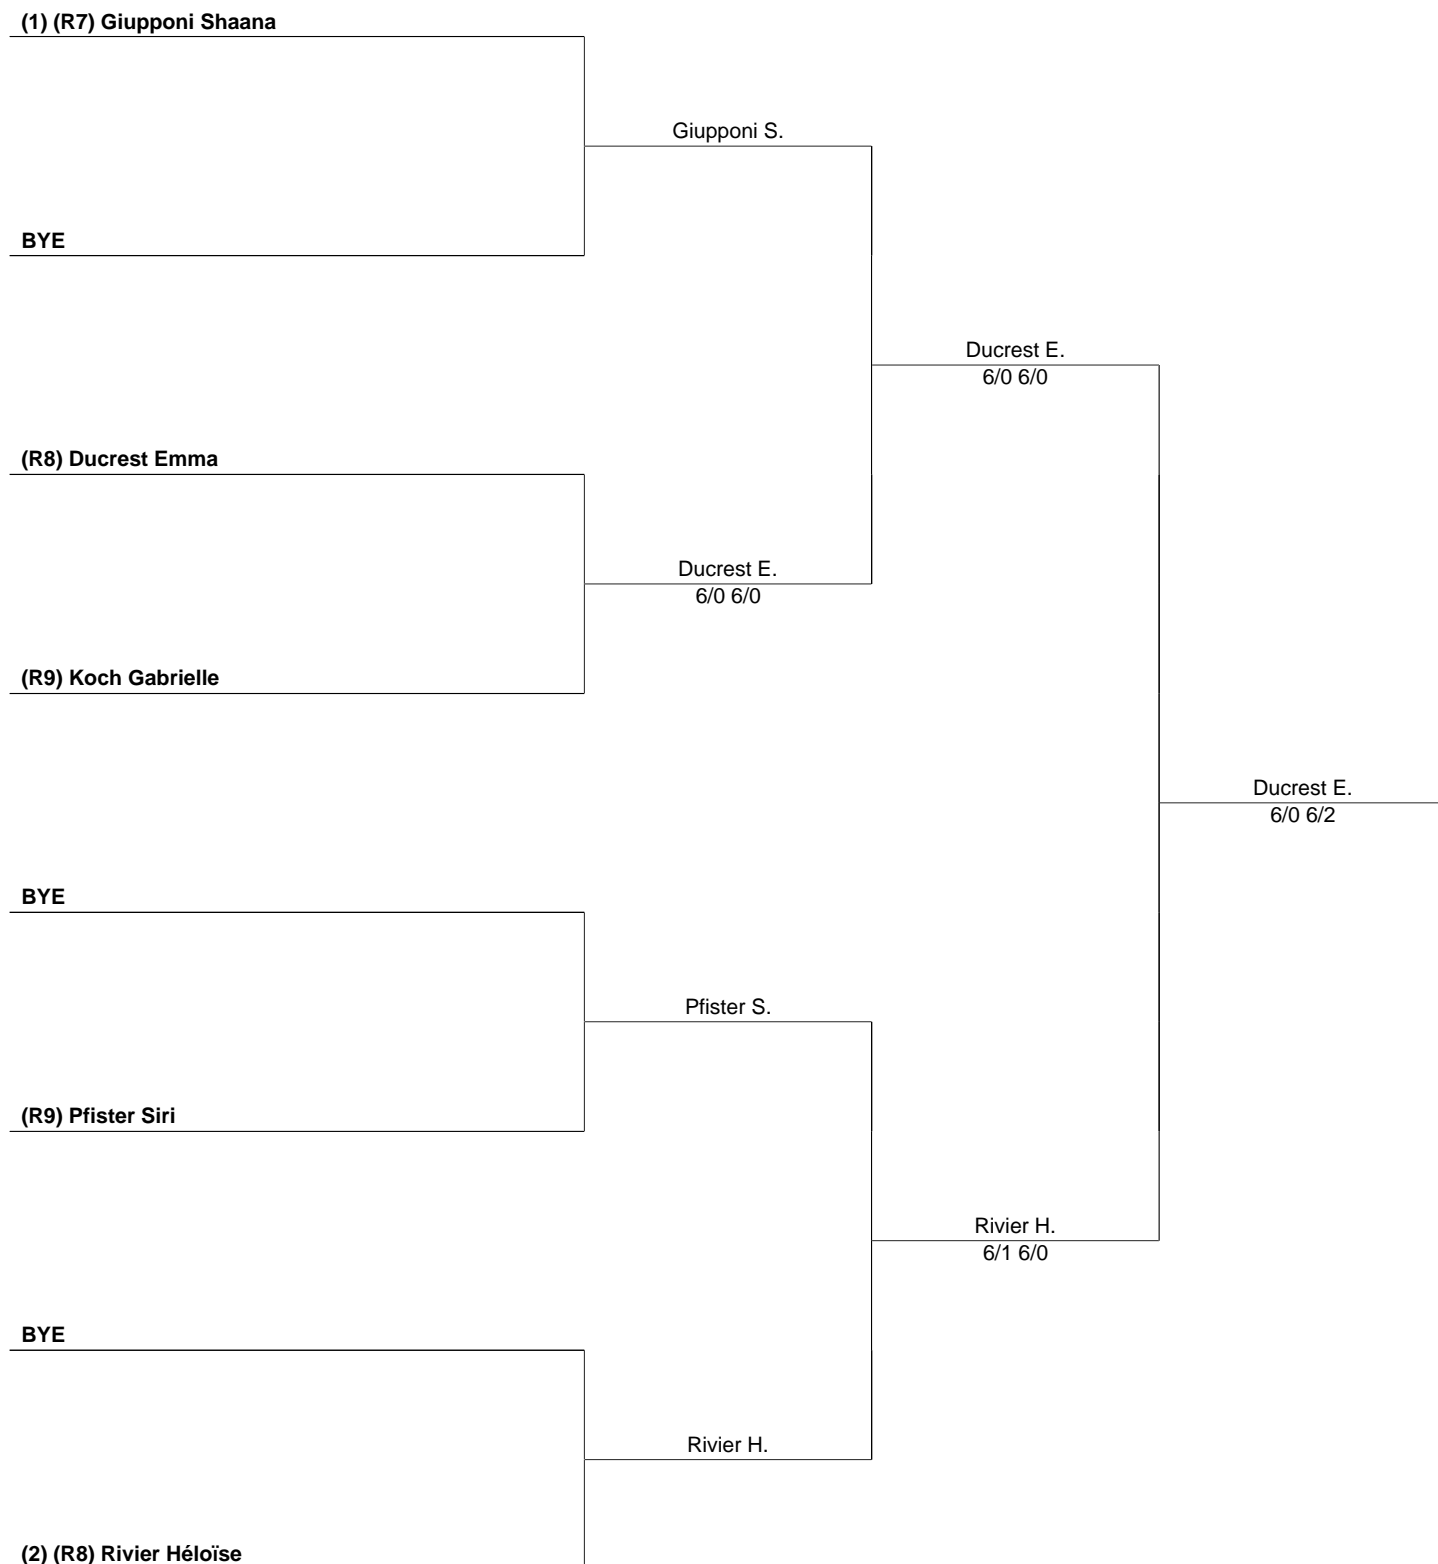 (1) (R7) Giupponi Shaana
Giupponi S.
BYE
Ducrest E.
6/0 6/0
(R8) Ducrest Emma
Ducrest E.
6/0 6/0
(R9) Koch Gabrielle
Ducrest E.
6/0 6/2
BYE
Pfister S.
(R9) Pfister Siri
Rivier H.
6/1 6/0
BYE
Rivier H.
(2) (R8) Rivier Héloïse